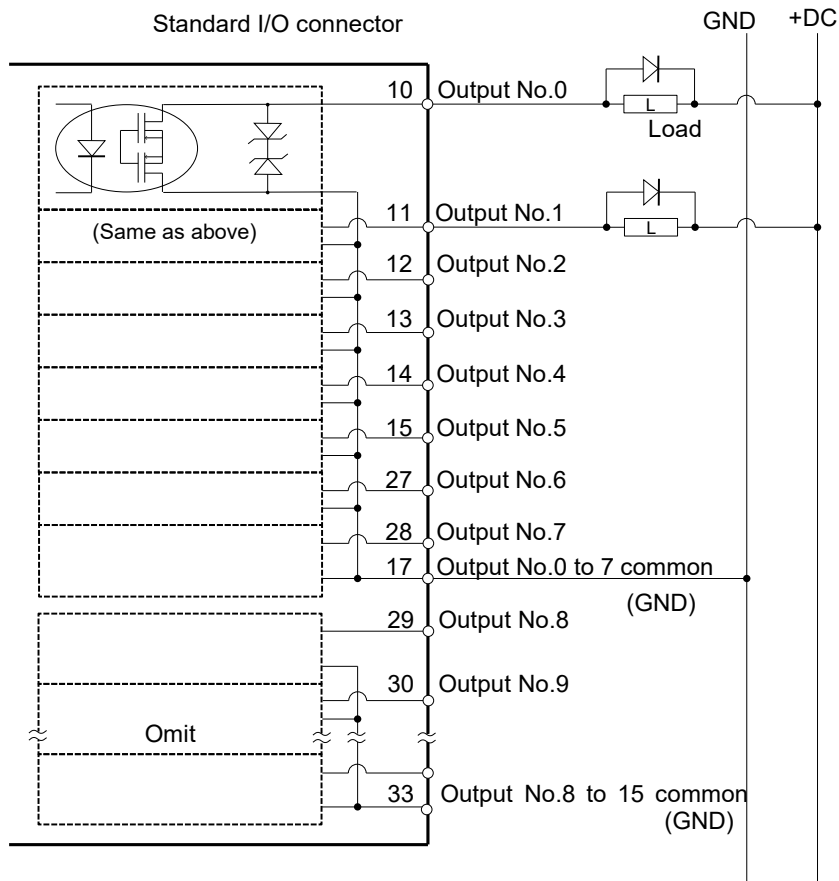 Standard I/O connector
GND
+DC
10 Output No.0
L
Load
11 Output No.1
L
(Same as above)
12 Output No.2
13 Output No.3
14 Output No.4
15 Output No.5
27 Output No.6
28 Output No.7
17 Output No.0 to 7 common
(GND)
29 Output No.8
30 Output No.9
Omit
33 Output No.8 to 15 common
(GND)